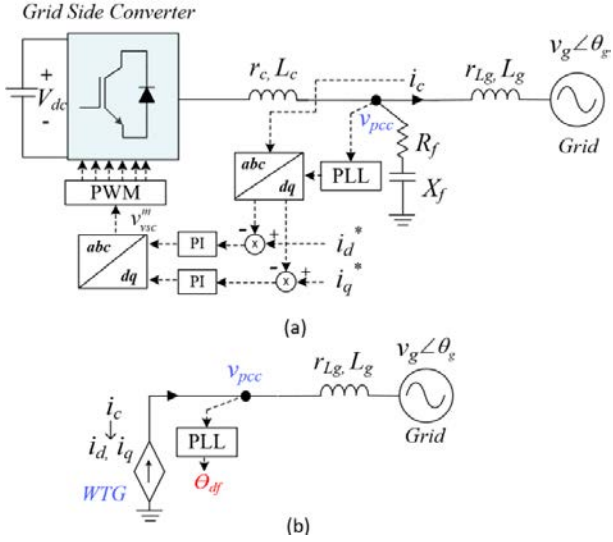 Grid Side Converter
v_g∠θ_g
r_c, L_c
i_c
r_Lg, L_g
+
V_dc
-
v_pcc
Grid
R_f
X_f
abc
dq
PLL
PWM
v^m_vsc
abc
dq
PI
- x +
i_d*
PI
- x +
i_q*
(a)
v_pcc
r_Lg, L_g
v_g∠θ_g
i_c
i_d, i_q
PLL
Grid
WTG
Θ_df
(b)